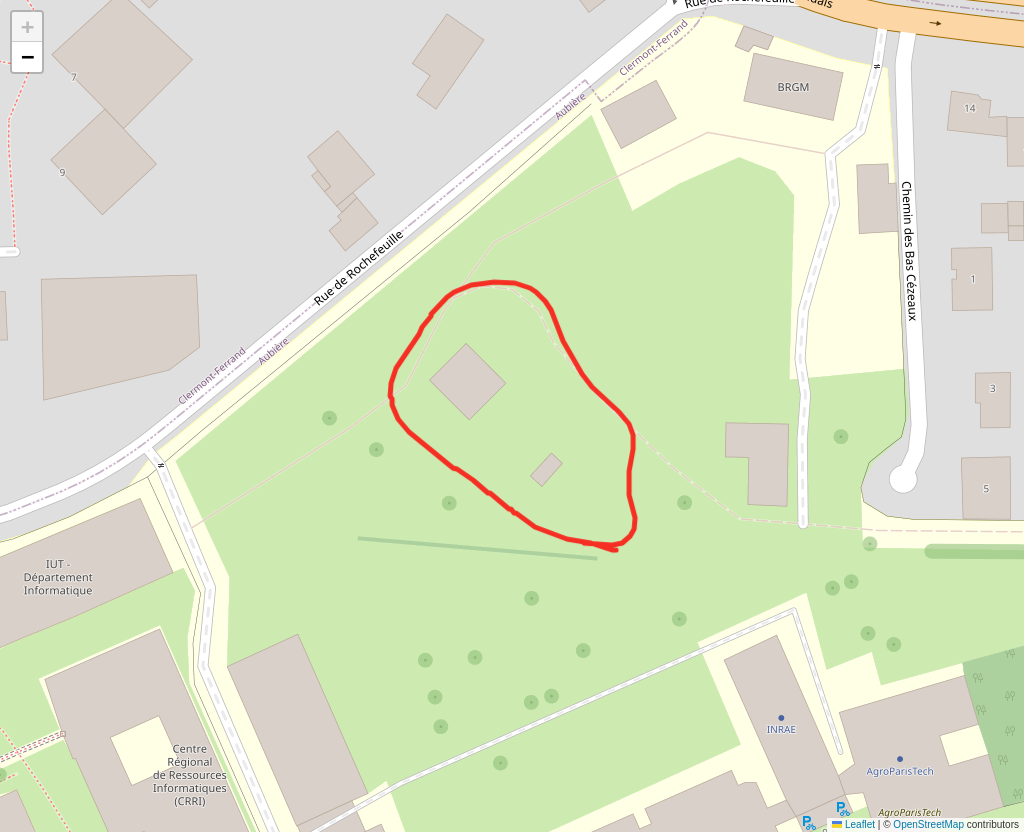 +
−
Rue de Rochefeuille
dais
→
Clermont-Ferrand
Aubière
BRGM
7
14
9
Rue de Rochefeuille
Chemin des Bas Cézeaux
1
Clermont-Ferrand
Aubière
3
5
IUT -
Département
Informatique
INRAE
Centre
Régional
de Ressources
Informatiques
(CRRI)
AgroParisTech
AgroParisTech
Leaflet | © OpenStreetMap contributors